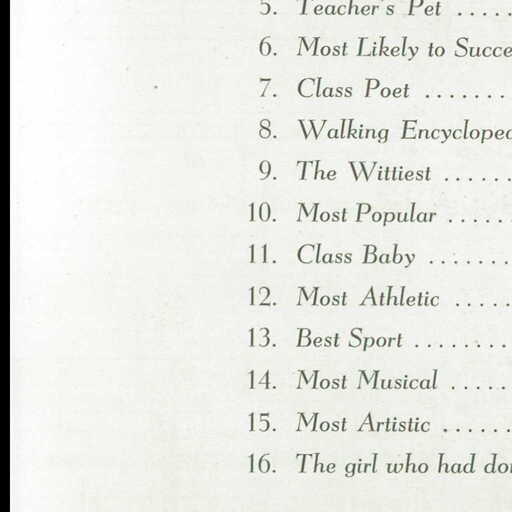 5. Teacher's Pet .....
6. Most Likely to Succe
7. Class Poet .......
8. Walking Encycloped
9. The Wittiest ......
10. Most Popular .....
11. Class Baby .......
12. Most Athletic .....
13. Best Sport ........
14. Most Musical .....
15. Most Artistic ......
16. The girl who had do